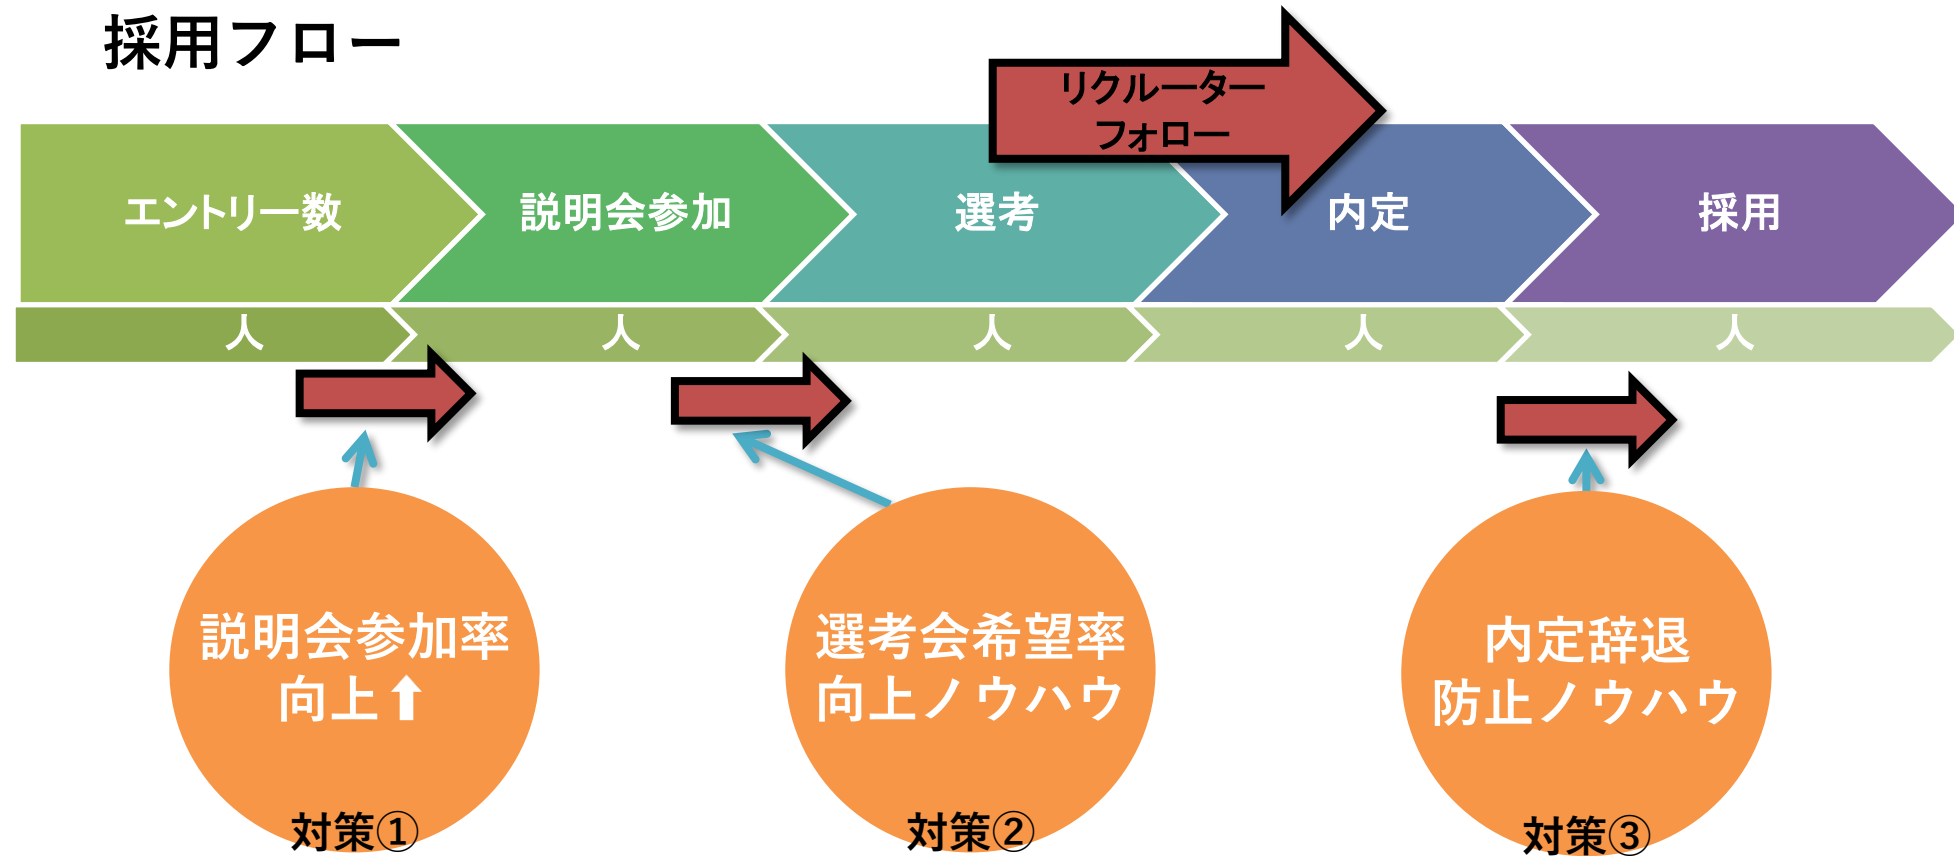 採用フロー
リクルーター
フォロー
エントリー数
説明会参加
選考
内定
採用
人
人
人
人
人
説明会参加率
向上⬆
対策①
選考会希望率
向上ノウハウ
対策②
内定辞退
防止ノウハウ
対策③